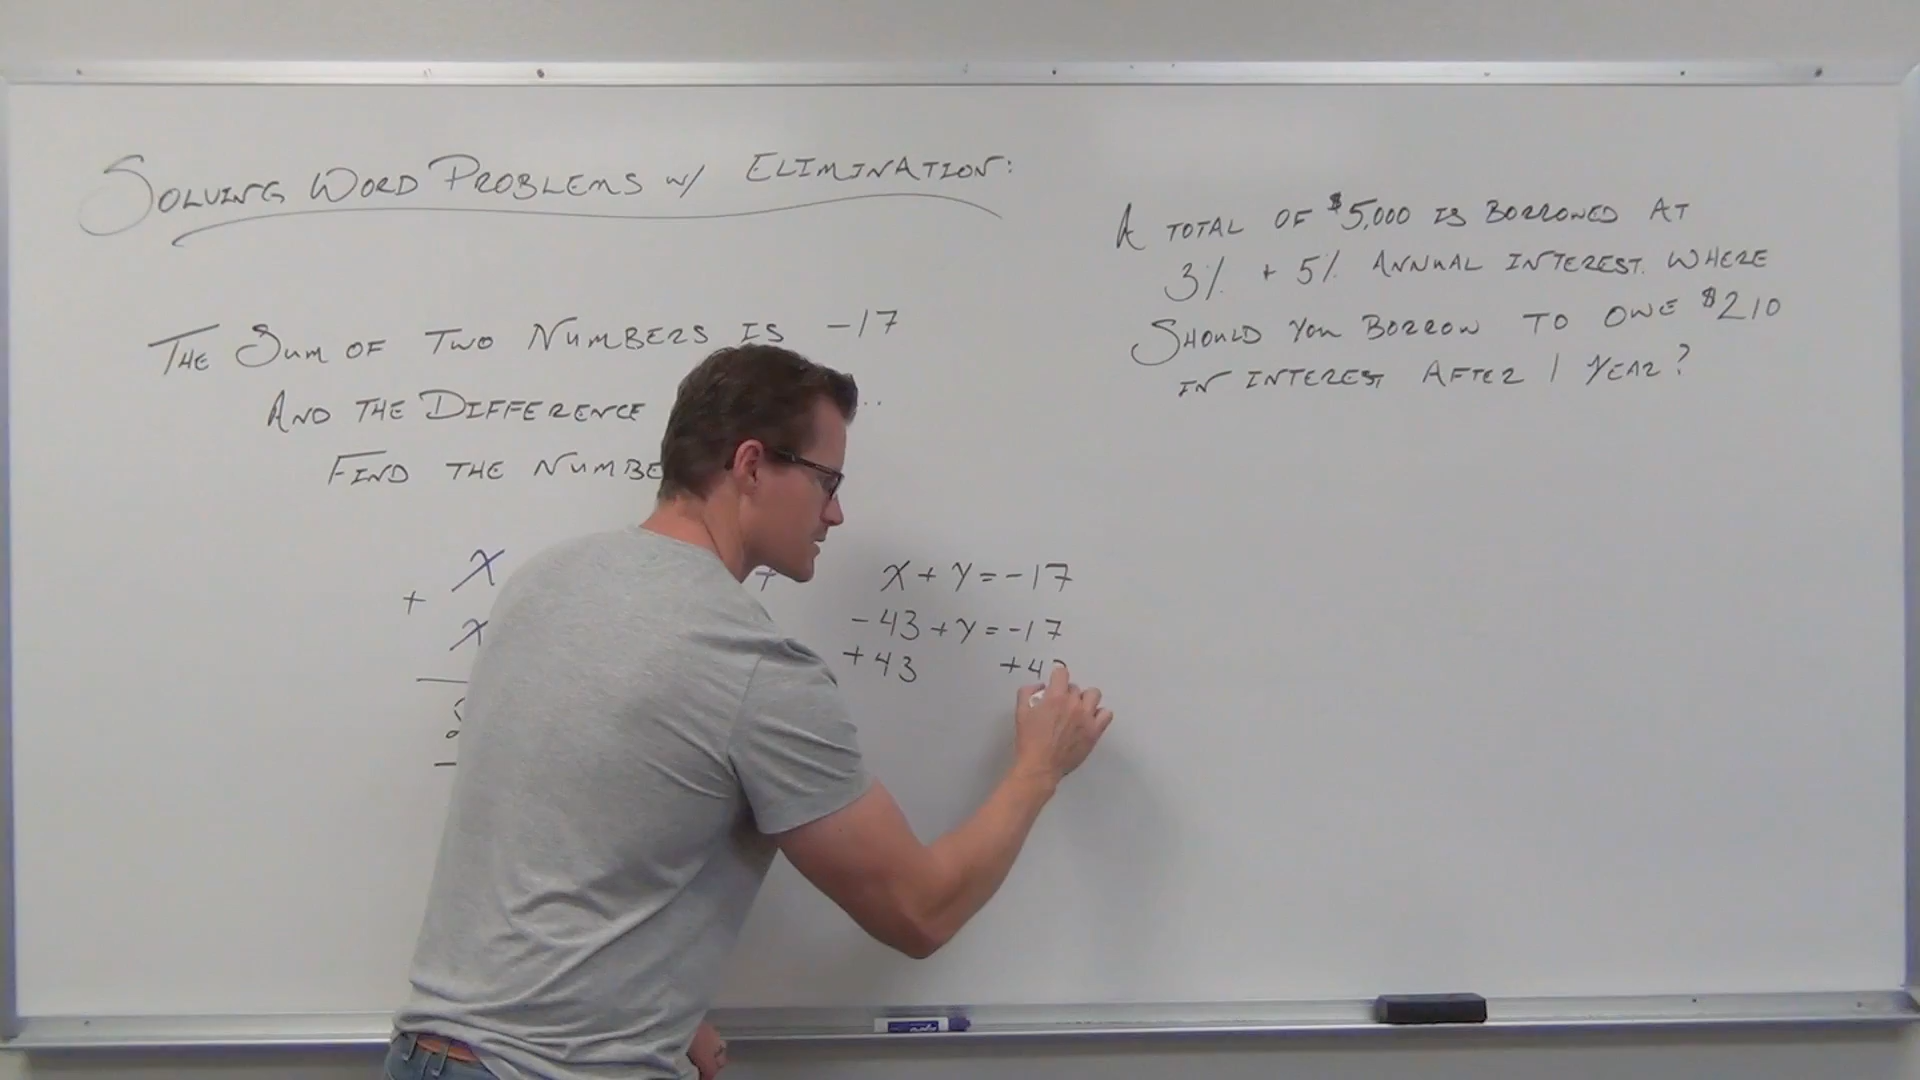 SOLVING WORD PROBLEMS W/ ELIMINATION:
THE SUM OF TWO NUMBERS IS -17
AND THE DIFFERENCE
FIND THE NUMBE
x
+
x
x + y = -17
-43 + y = -17
+43 +43
A TOTAL OF $5,000 IS BORROWED AT
3% + 5% ANNUAL INTEREST. WHERE
SHOULD YOU BORROW TO OWE $210
IN INTEREST AFTER 1 YEAR?